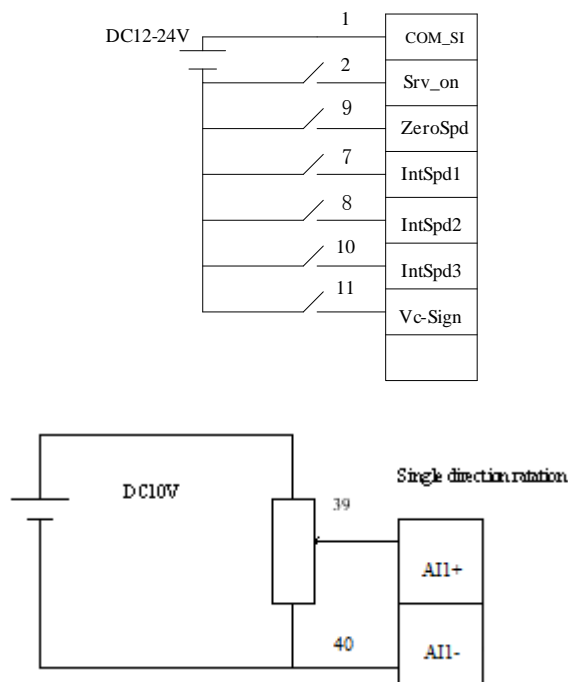 1
DC12-24V
COM_SI
2
Srv_on
9
ZeroSpd
7
IntSpd1
8
IntSpd2
10
IntSpd3
11
Vc-Sign
Single direction ratation
DC10V
39
AI1+
40
AI1-